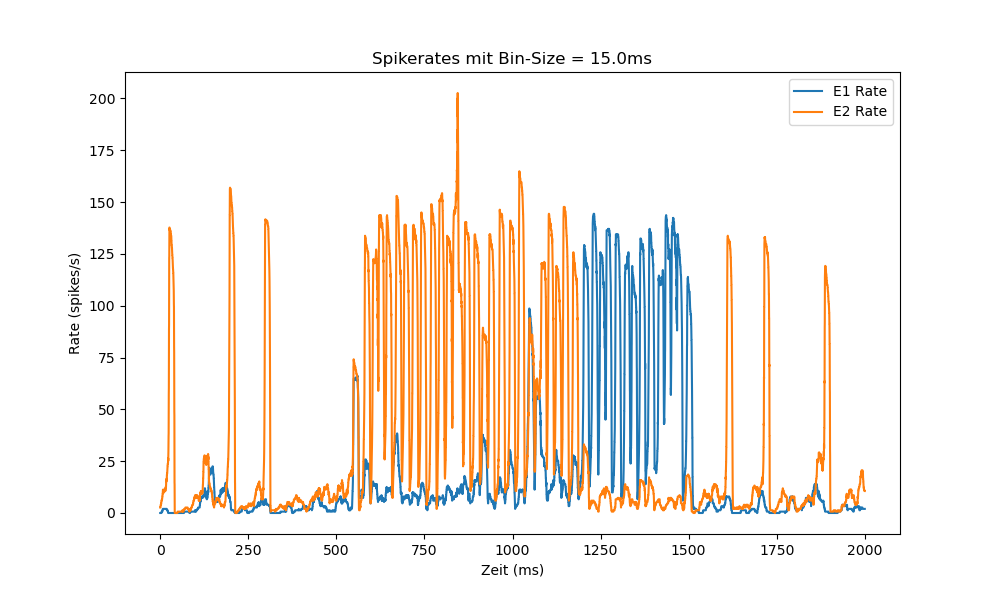 Spikerates mit Bin-Size = 15.0ms
E1 Rate
E2 Rate
200
175
150
125
100
75
50
25
0
Rate (spikes/s)
0 250 500 750 1000 1250 1500 1750 2000
Zeit (ms)